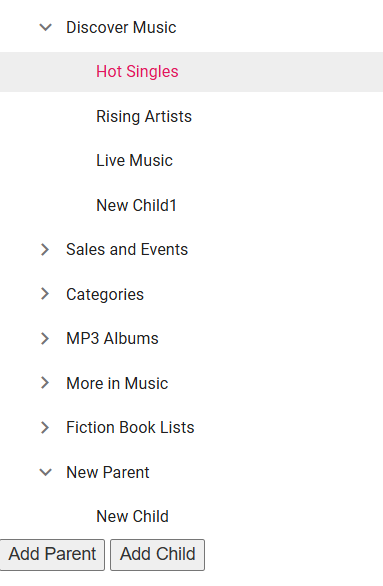 Discover Music
Hot Singles
Rising Artists
Live Music
New Child1
Sales and Events
Categories
MP3 Albums
More in Music
Fiction Book Lists
New Parent
New Child
Add Parent Add Child